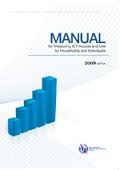 MANUAL
for Measuring ICT Access and Use
by Households and Individuals
2009 EDITION